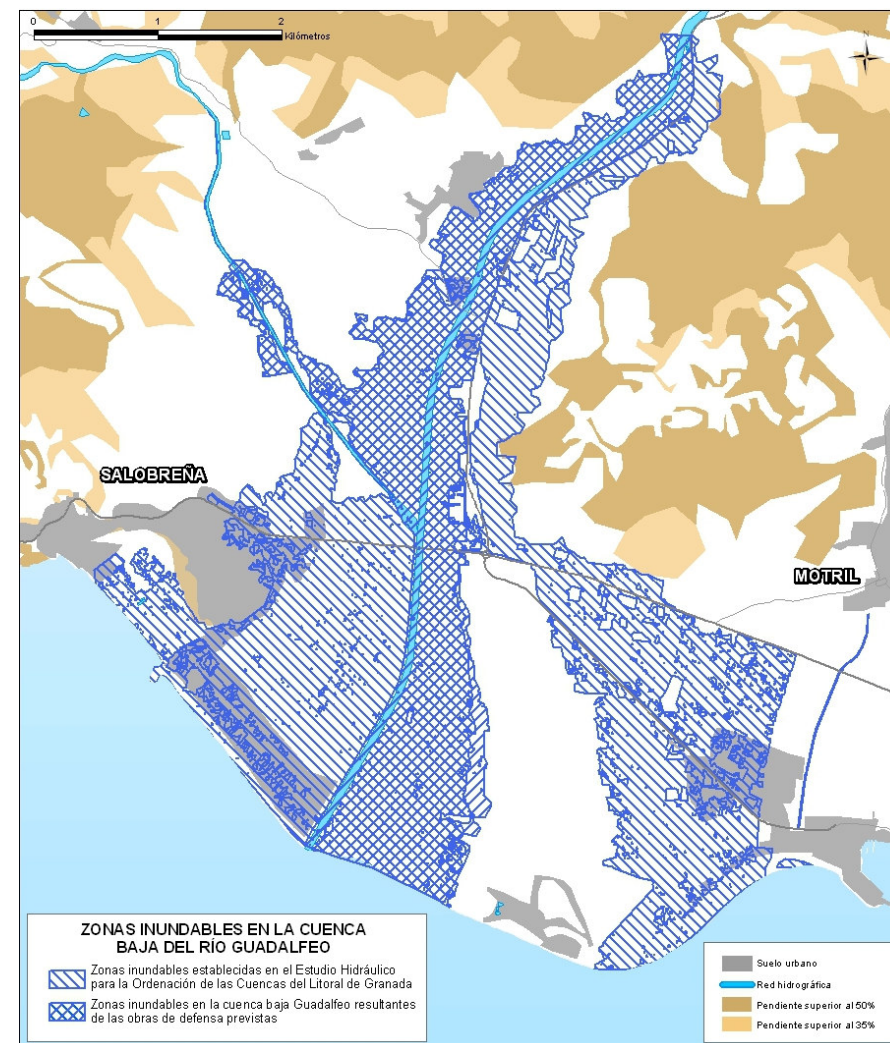 0 1 2
Kilómetros
N
SALOBREÑA
MOTRIL
ZONAS INUNDABLES EN LA CUENCA
BAJA DEL RÍO GUADALFEO
Zonas inundables establecidas en el Estudio Hidráulico
para la Ordenación de las Cuencas del Litoral de Granada
Zonas inundables en la cuenca baja Guadalfeo resultantes
de las obras de defensa previstas
Suelo urbano
Red hidrográfica
Pendiente superior al 50%
Pendiente superior al 35%